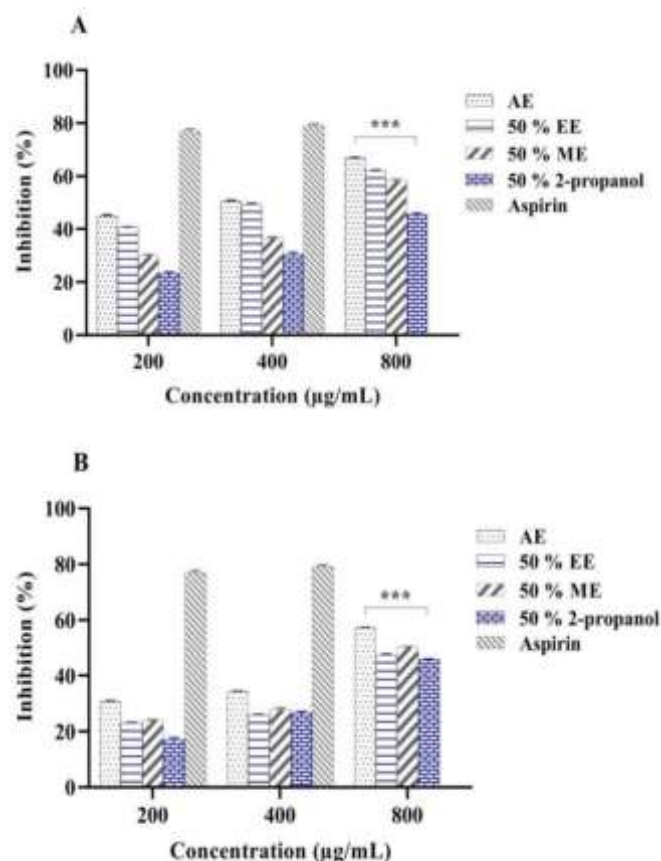 A
100
80
60
40
20
0
Inhibition (%)
200 400 800
Concentration (µg/mL)
***
AE
50 % EE
50 % ME
50 % 2-propanol
Aspirin
B
100
80
60
40
20
0
Inhibition (%)
200 400 800
Concentration (µg/mL)
***
AE
50 % EE
50 % ME
50 % 2-propanol
Aspirin